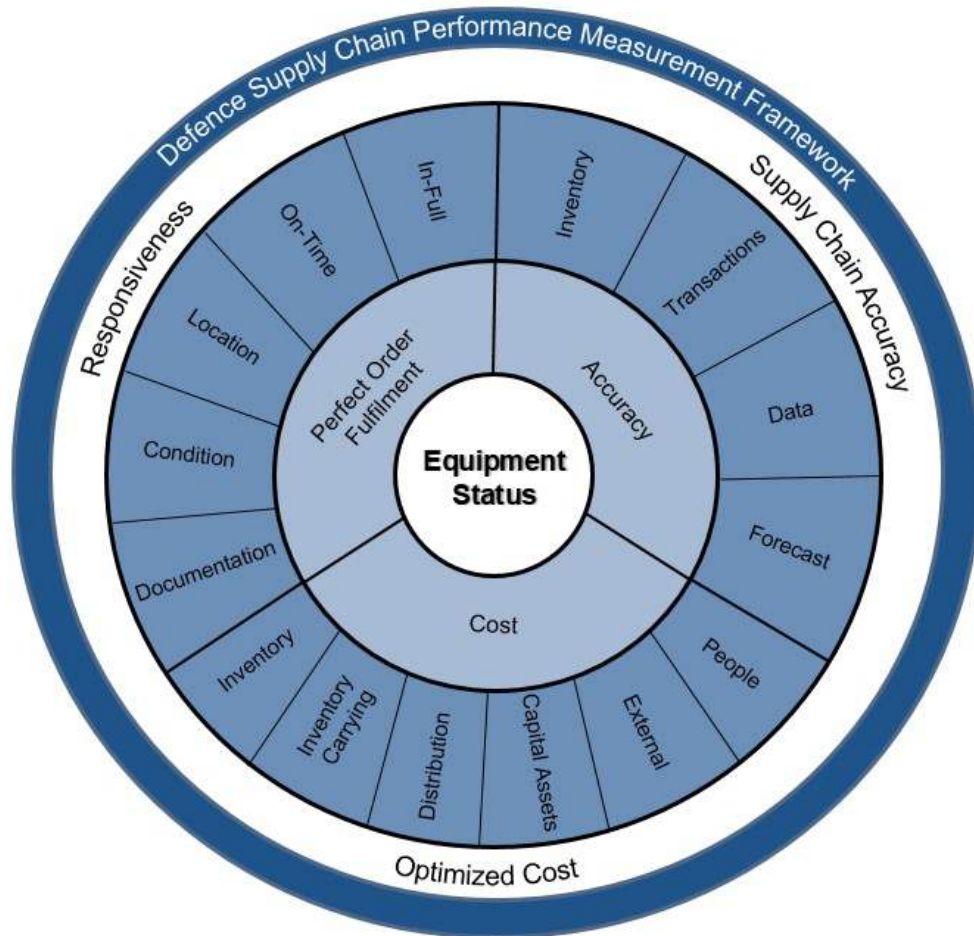 Defence Supply Chain Performance Measurement Framework
Responsiveness
Supply Chain Accuracy
Optimized Cost
In-Full
On-Time
Location
Condition
Documentation
Inventory
Transactions
Data
Forecast
People
External
Capital Assets
Distribution
Inventory
Carrying
Inventory
Perfect Order
Fulfilment
Accuracy
Cost
Equipment
Status